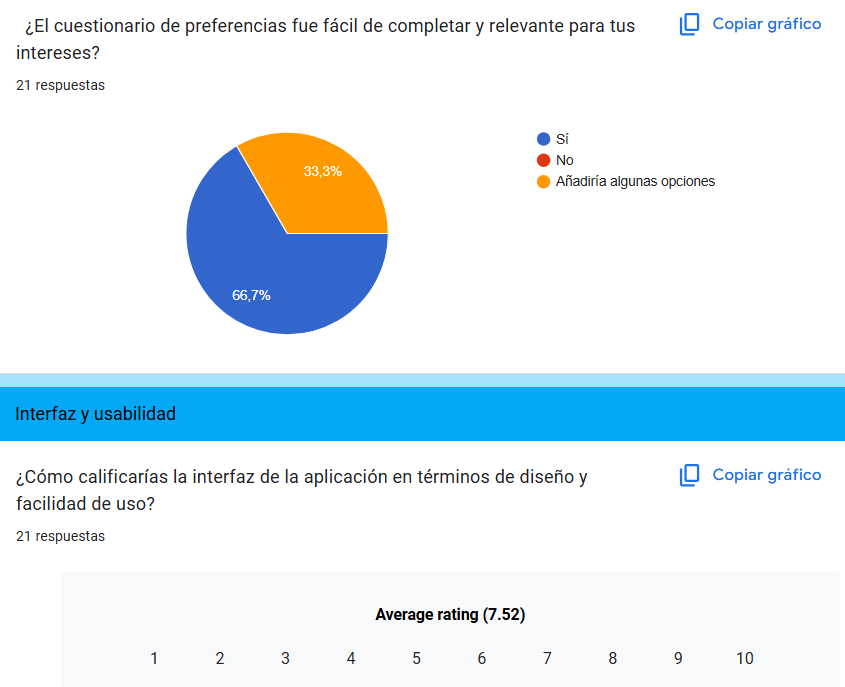 ¿El cuestionario de preferencias fue fácil de completar y relevante para tus
intereses?
Copiar gráfico
21 respuestas
33,3%
66,7%
Sí
No
Añadiría algunas opciones
Interfaz y usabilidad
¿Cómo calificarías la interfaz de la aplicación en términos de diseño y
facilidad de uso?
Copiar gráfico
21 respuestas
Average rating (7.52)
1 2 3 4 5 6 7 8 9 10